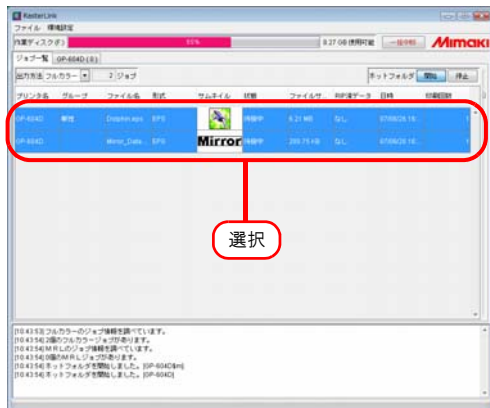 RasterLink
ファイル 環境設定
作業ディスク(F:) 85% 8.27 GB 使用可能 一括分解 Mimaki
ジョブ一覧 GP-604D ( 0 )
出力方法 フルカラー 2 ジョブ ホットフォルダ 開始 停止
プリンタ名 グループ ファイル名 形式 サムネイル 状態 ファイルサ... RIP済データ 日時 印刷回数
GP-604D 解除 Dolphin.eps EPS 待機中 6.21 MB なし
GP-604D Mirror_Data... EPS Mirror 待機中 なし
選択
[10:43:53] フルカラーのジョブ情報を調べています。
[10:43:54] 2個のフルカラージョブがあります。
[10:43:54] MRLのジョブ情報を調べています。
[10:43:54] 0個のMRLジョブがあります。
[10:43:54] ホットフォルダを開始しました。
[10:43:54] ホットフォルダを開始しました。 [GP-604D]